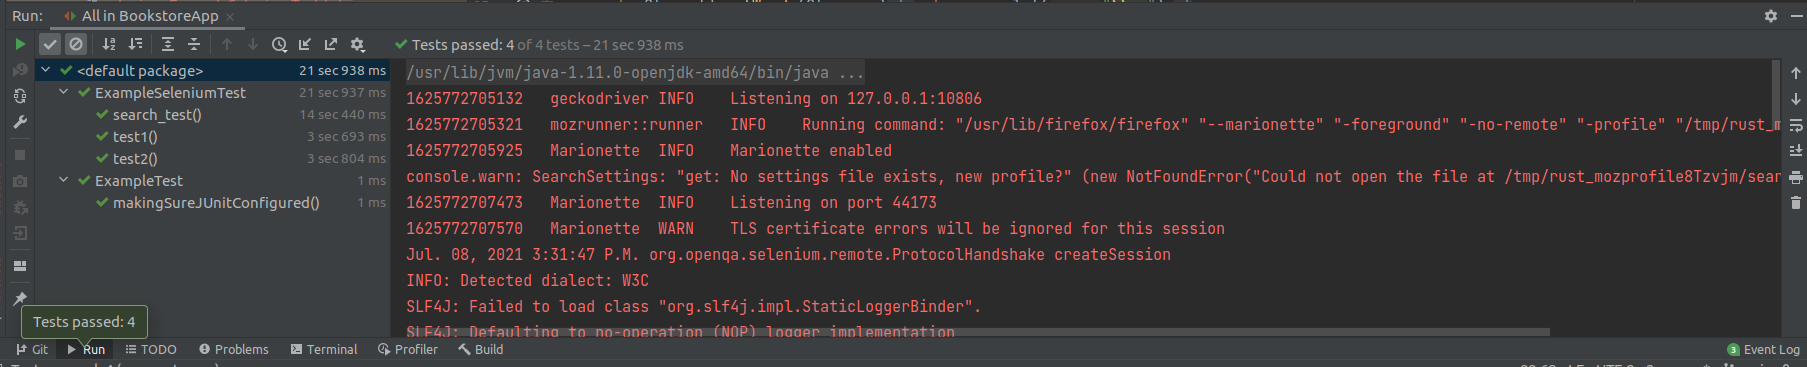 Run: All in BookstoreApp
Tests passed: 4 of 4 tests – 21 sec 938 ms
<default package> 21 sec 938 ms
ExampleSeleniumTest 21 sec 937 ms
search_test() 14 sec 440 ms
test1() 3 sec 693 ms
test2() 3 sec 804 ms
ExampleTest 1 ms
makingSureJUnitConfigured() 1 ms
/usr/lib/jvm/java-1.11.0-openjdk-amd64/bin/java ...
1625772705132 geckodriver INFO Listening on 127.0.0.1:10806
1625772705321 mozrunner::runner INFO Running command: "/usr/lib/firefox/firefox" "--marionette" "-foreground" "-no-remote" "-profile" "/tmp/rust_m
1625772705925 Marionette INFO Marionette enabled
console.warn: SearchSettings: "get: No settings file exists, new profile?" (new NotFoundError("Could not open the file at /tmp/rust_mozprofile8Tzvjm/sear
1625772707473 Marionette INFO Listening on port 44173
1625772707570 Marionette WARN TLS certificate errors will be ignored for this session
Jul. 08, 2021 3:31:47 P.M. org.openqa.selenium.remote.ProtocolHandshake createSession
INFO: Detected dialect: W3C
SLF4J: Failed to load class "org.slf4j.impl.StaticLoggerBinder".
SLF4J: Defaulting to no-operation (NOP) logger implementation
Tests passed: 4
Git Run TODO Problems Terminal Profiler Build 3 Event Log